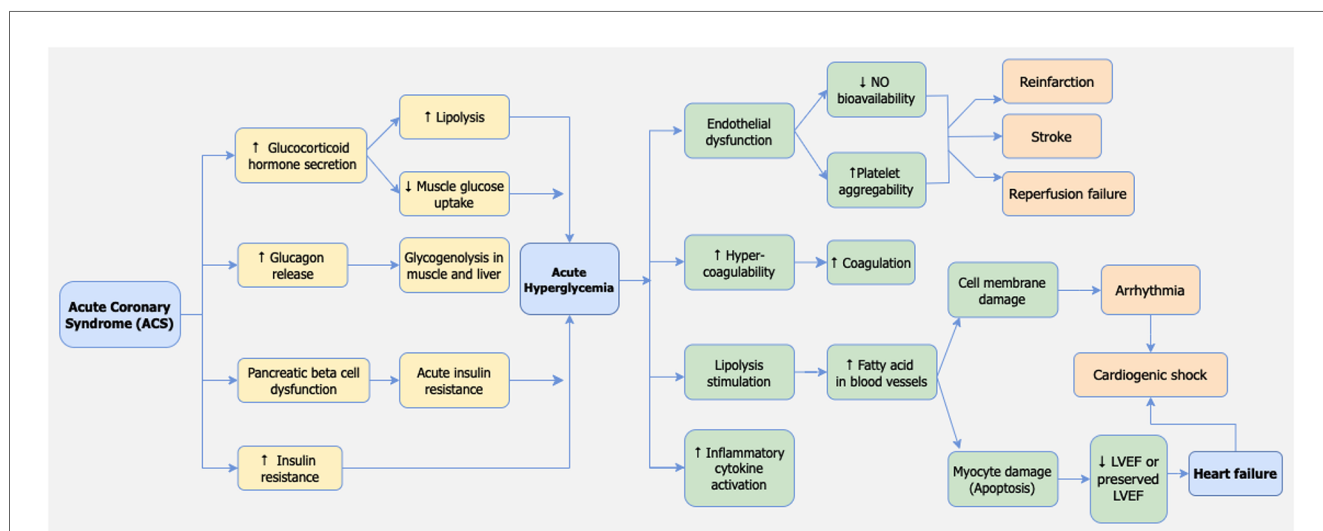 Acute Coronary
Syndrome (ACS)
↑ Glucocorticoid
hormone secretion
↑ Lipolysis
↓ Muscle glucose
uptake
↑ Glucagon
release
Glycogenolysis in
muscle and liver
Pancreatic beta cell
dysfunction
Acute insulin
resistance
↑ Insulin
resistance
Acute
Hyperglycemia
Endothelial
dysfunction
↓ NO
bioavailability
↑Platelet
aggregability
Reinfarction
Stroke
Reperfusion failure
↑ Hyper-
coagulability
↑ Coagulation
Lipolysis
stimulation
↑ Fatty acid
in blood vessels
Cell membrane
damage
Arrhythmia
Cardiogenic shock
↑ Inflammatory
cytokine
activation
Myocyte damage
(Apoptosis)
↓ LVEF or
preserved
LVEF
Heart failure